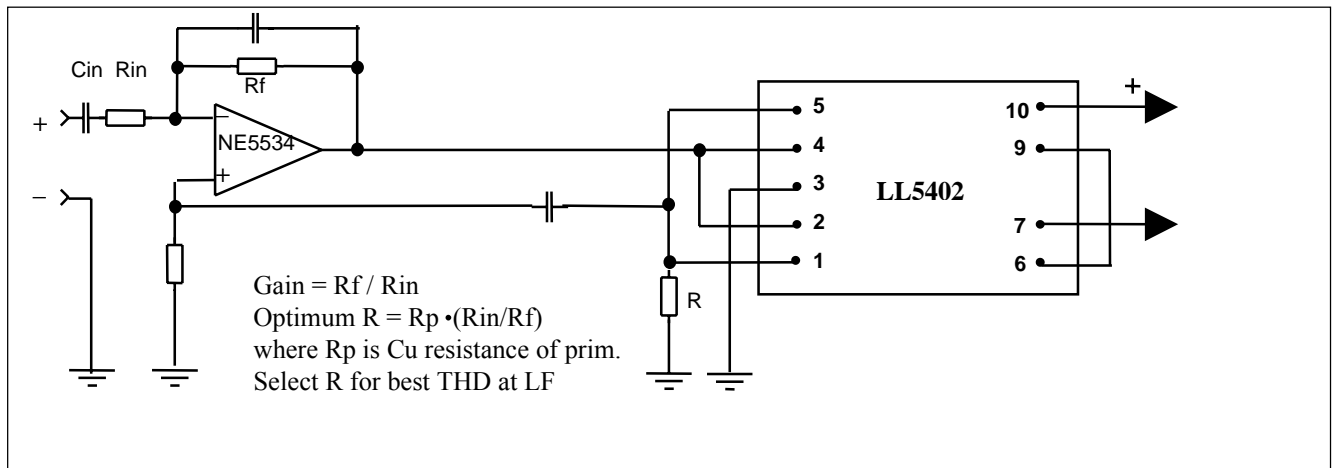 Cin Rin
Rf
+
−
NE5534
−
+
5
4
3
2
1
LL5402
10
9
7
6
+
R
Gain = Rf / Rin
Optimum R = Rp •(Rin/Rf)
where Rp is Cu resistance of prim.
Select R for best THD at LF